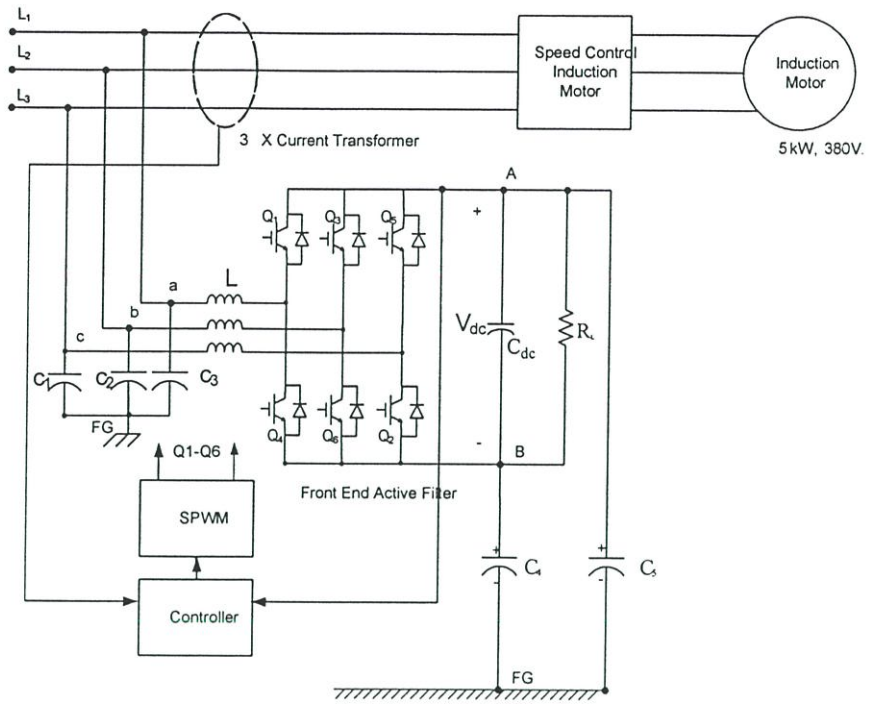 L1
L2
L3
Speed Control
Induction
Motor
Induction
Motor
5kW, 380V.
3 X Current Transformer
A
+
Q1
Q3
Q5
L
a
b
c
Vdc
Cdc
R
C1
C2
C3
FG
Q4
Q6
Q2
-
B
Q1-Q6
Front End Active Filter
SPWM
Controller
+
-
C4
+
-
C5
FG